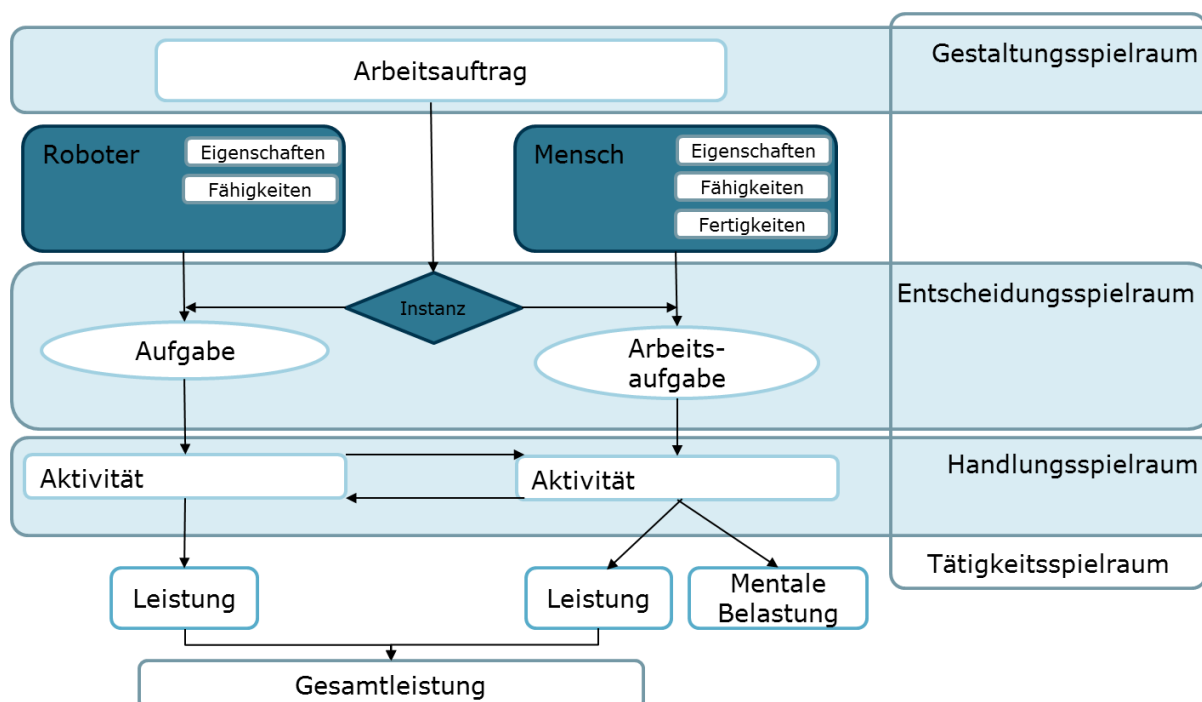 Gestaltungsspielraum
Arbeitsauftrag
Roboter
Eigenschaften
Fähigkeiten
Mensch
Eigenschaften
Fähigkeiten
Fertigkeiten
Entscheidungsspielraum
Instanz
Aufgabe
Arbeits-
aufgabe
Handlungsspielraum
Aktivität
Aktivität
Tätigkeitsspielraum
Leistung
Leistung
Mentale
Belastung
Gesamtleistung